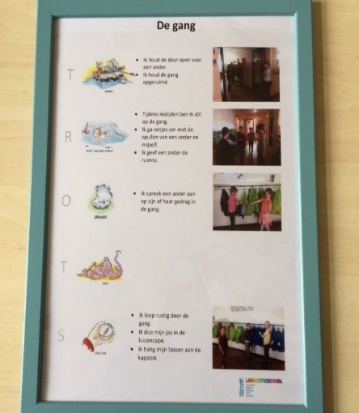 De gang
T
• Ik houd de deur open voor
een ander.
• Ik houd de gang
opgeruimd.
R
• Tijdens lestijden ben ik stil
op de gang.
• Ik ga netjes om met de
spullen van een ander en
mijzelf.
• Ik geef een ander de
ruimte.
O
• Ik spreek een ander aan
op zijn of haar gedrag in
de gang.
T
S
• Ik loop rustig door de
gang.
• Ik doe mijn jas in de
luizencape.
• Ik hang mijn tassen aan de
kapstok.